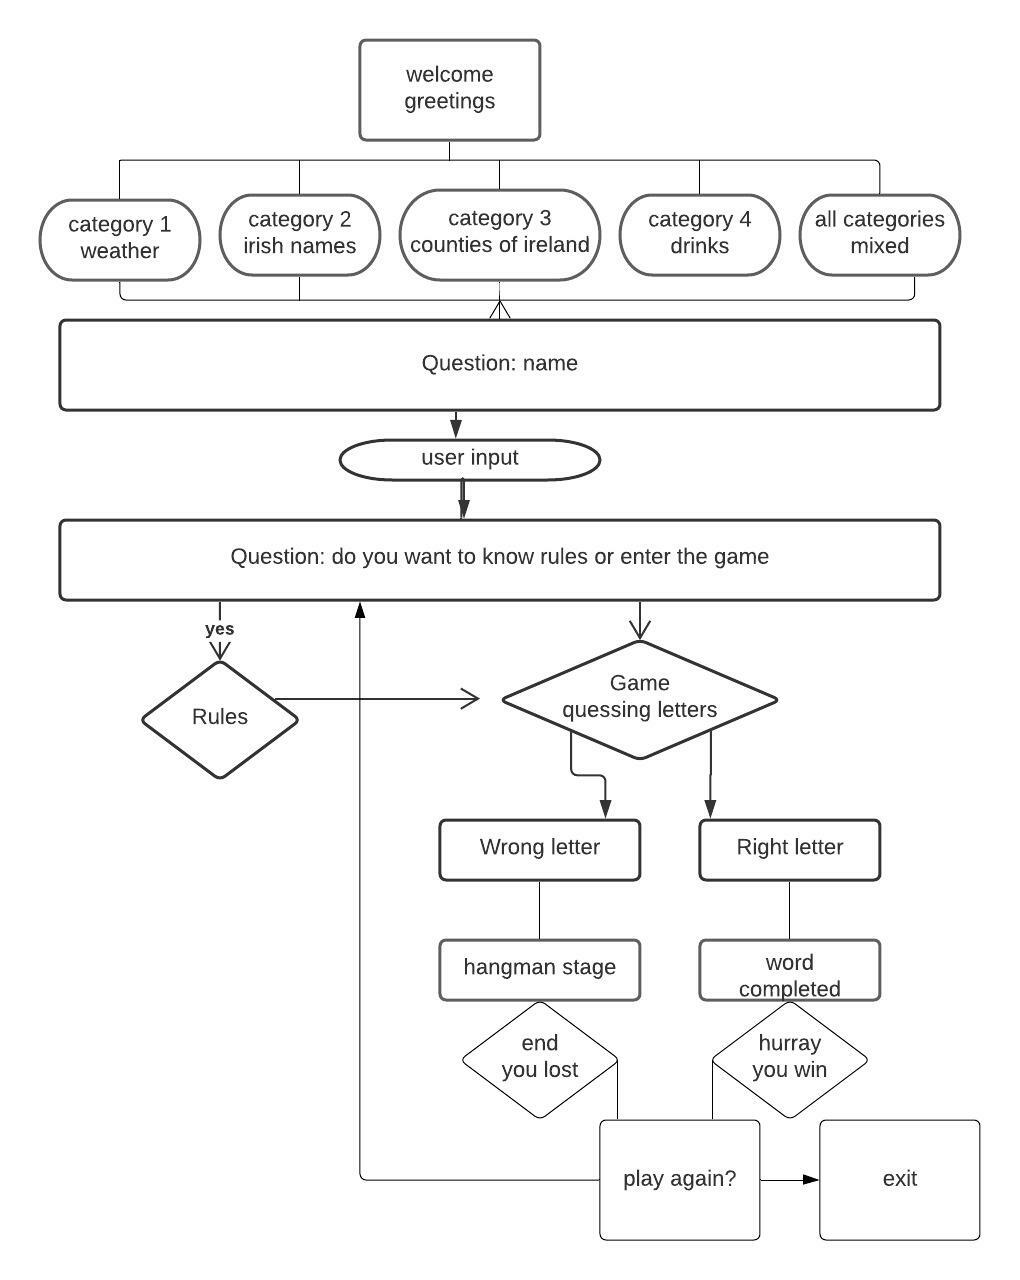 welcome
greetings
category 1
weather
category 2
irish names
category 3
counties of ireland
category 4
drinks
all categories
mixed
Question: name
user input
Question: do you want to know rules or enter the game
yes
Rules
Game
quessing letters
Wrong letter
Right letter
hangman stage
word
completed
end
you lost
hurray
you win
play again?
exit